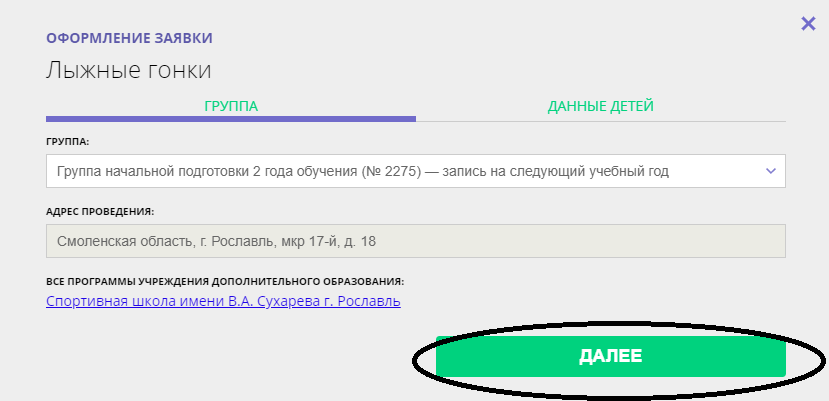 ОФОРМЛЕНИЕ ЗАЯВКИ
Лыжные гонки
ГРУППА ДАННЫЕ ДЕТЕЙ
ГРУППА:
Группа начальной подготовки 2 года обучения (№ 2275) — запись на следующий учебный год
АДРЕС ПРОВЕДЕНИЯ:
Смоленская область, г. Рославль, мкр 17-й, д. 18
ВСЕ ПРОГРАММЫ УЧРЕЖДЕНИЯ ДОПОЛНИТЕЛЬНОГО ОБРАЗОВАНИЯ:
Спортивная школа имени В.А. Сухарева г. Рославль
ДАЛЕЕ